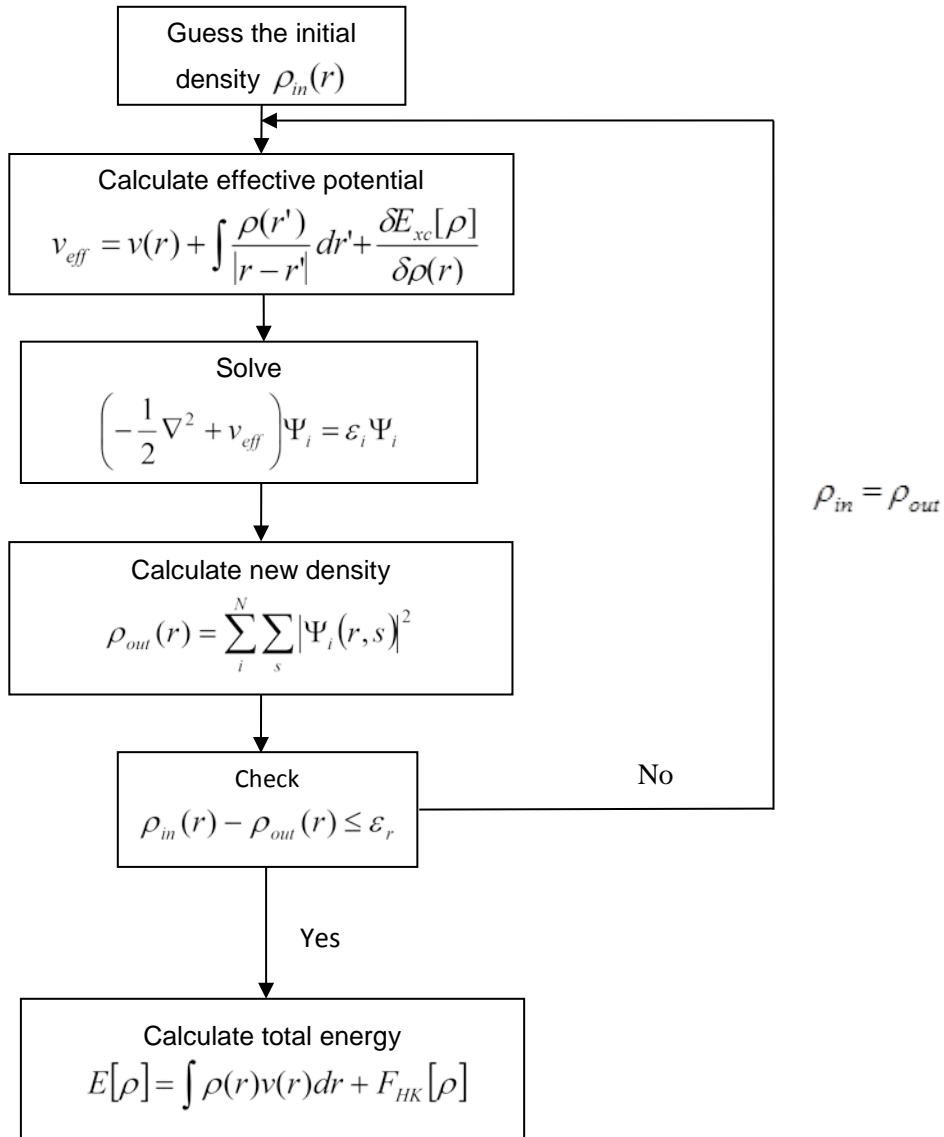 Guess the initial
density ρ_in(r)
Calculate effective potential
v_eff = v(r) + ∫ ρ(r') / |r − r'| dr' + δE_xc[ρ] / δρ(r)
Solve
(−1/2 ∇² + v_eff) Ψ_i = ε_i Ψ_i
Calculate new density
ρ_out(r) = ∑_i^N ∑_s |Ψ_i(r, s)|²
ρ_in = ρ_out
Check
ρ_in(r) − ρ_out(r) ≤ ε_r
No
Yes
Calculate total energy
E[ρ] = ∫ ρ(r)v(r)dr + F_HK[ρ]